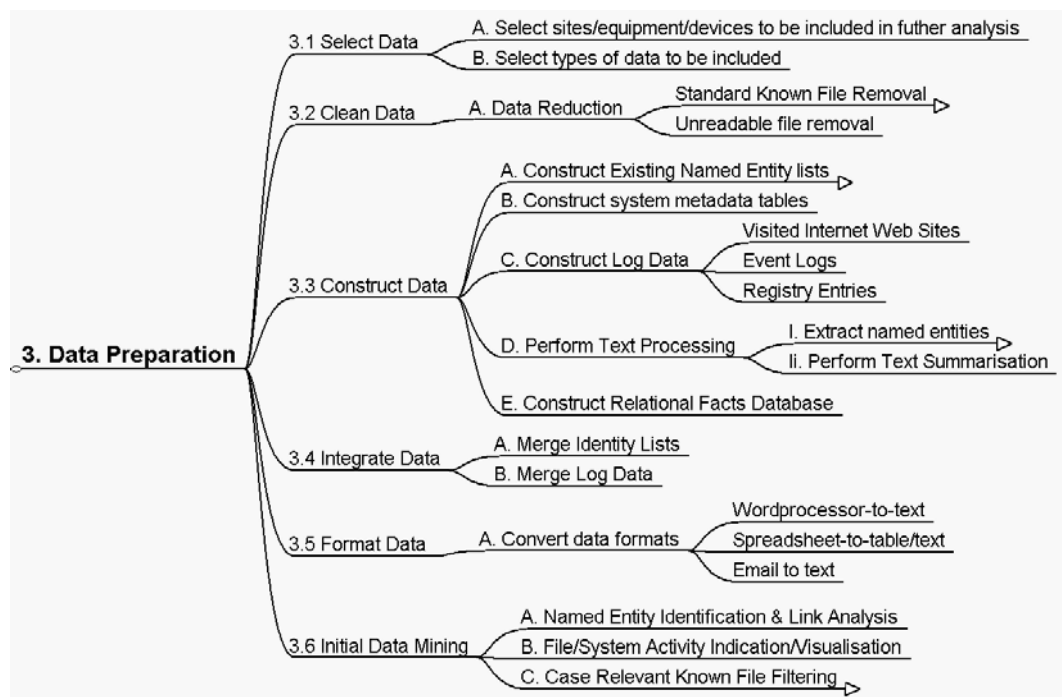 3. Data Preparation
3.1 Select Data
A. Select sites/equipment/devices to be included in futher analysis
B. Select types of data to be included
3.2 Clean Data
A. Data Reduction
Standard Known File Removal
Unreadable file removal
3.3 Construct Data
A. Construct Existing Named Entity lists
B. Construct system metadata tables
C. Construct Log Data
Visited Internet Web Sites
Event Logs
Registry Entries
D. Perform Text Processing
I. Extract named entities
Ii. Perform Text Summarisation
E. Construct Relational Facts Database
3.4 Integrate Data
A. Merge Identity Lists
B. Merge Log Data
3.5 Format Data
A. Convert data formats
Wordprocessor-to-text
Spreadsheet-to-table/text
Email to text
3.6 Initial Data Mining
A. Named Entity Identification & Link Analysis
B. File/System Activity Indication/Visualisation
C. Case Relevant Known File Filtering